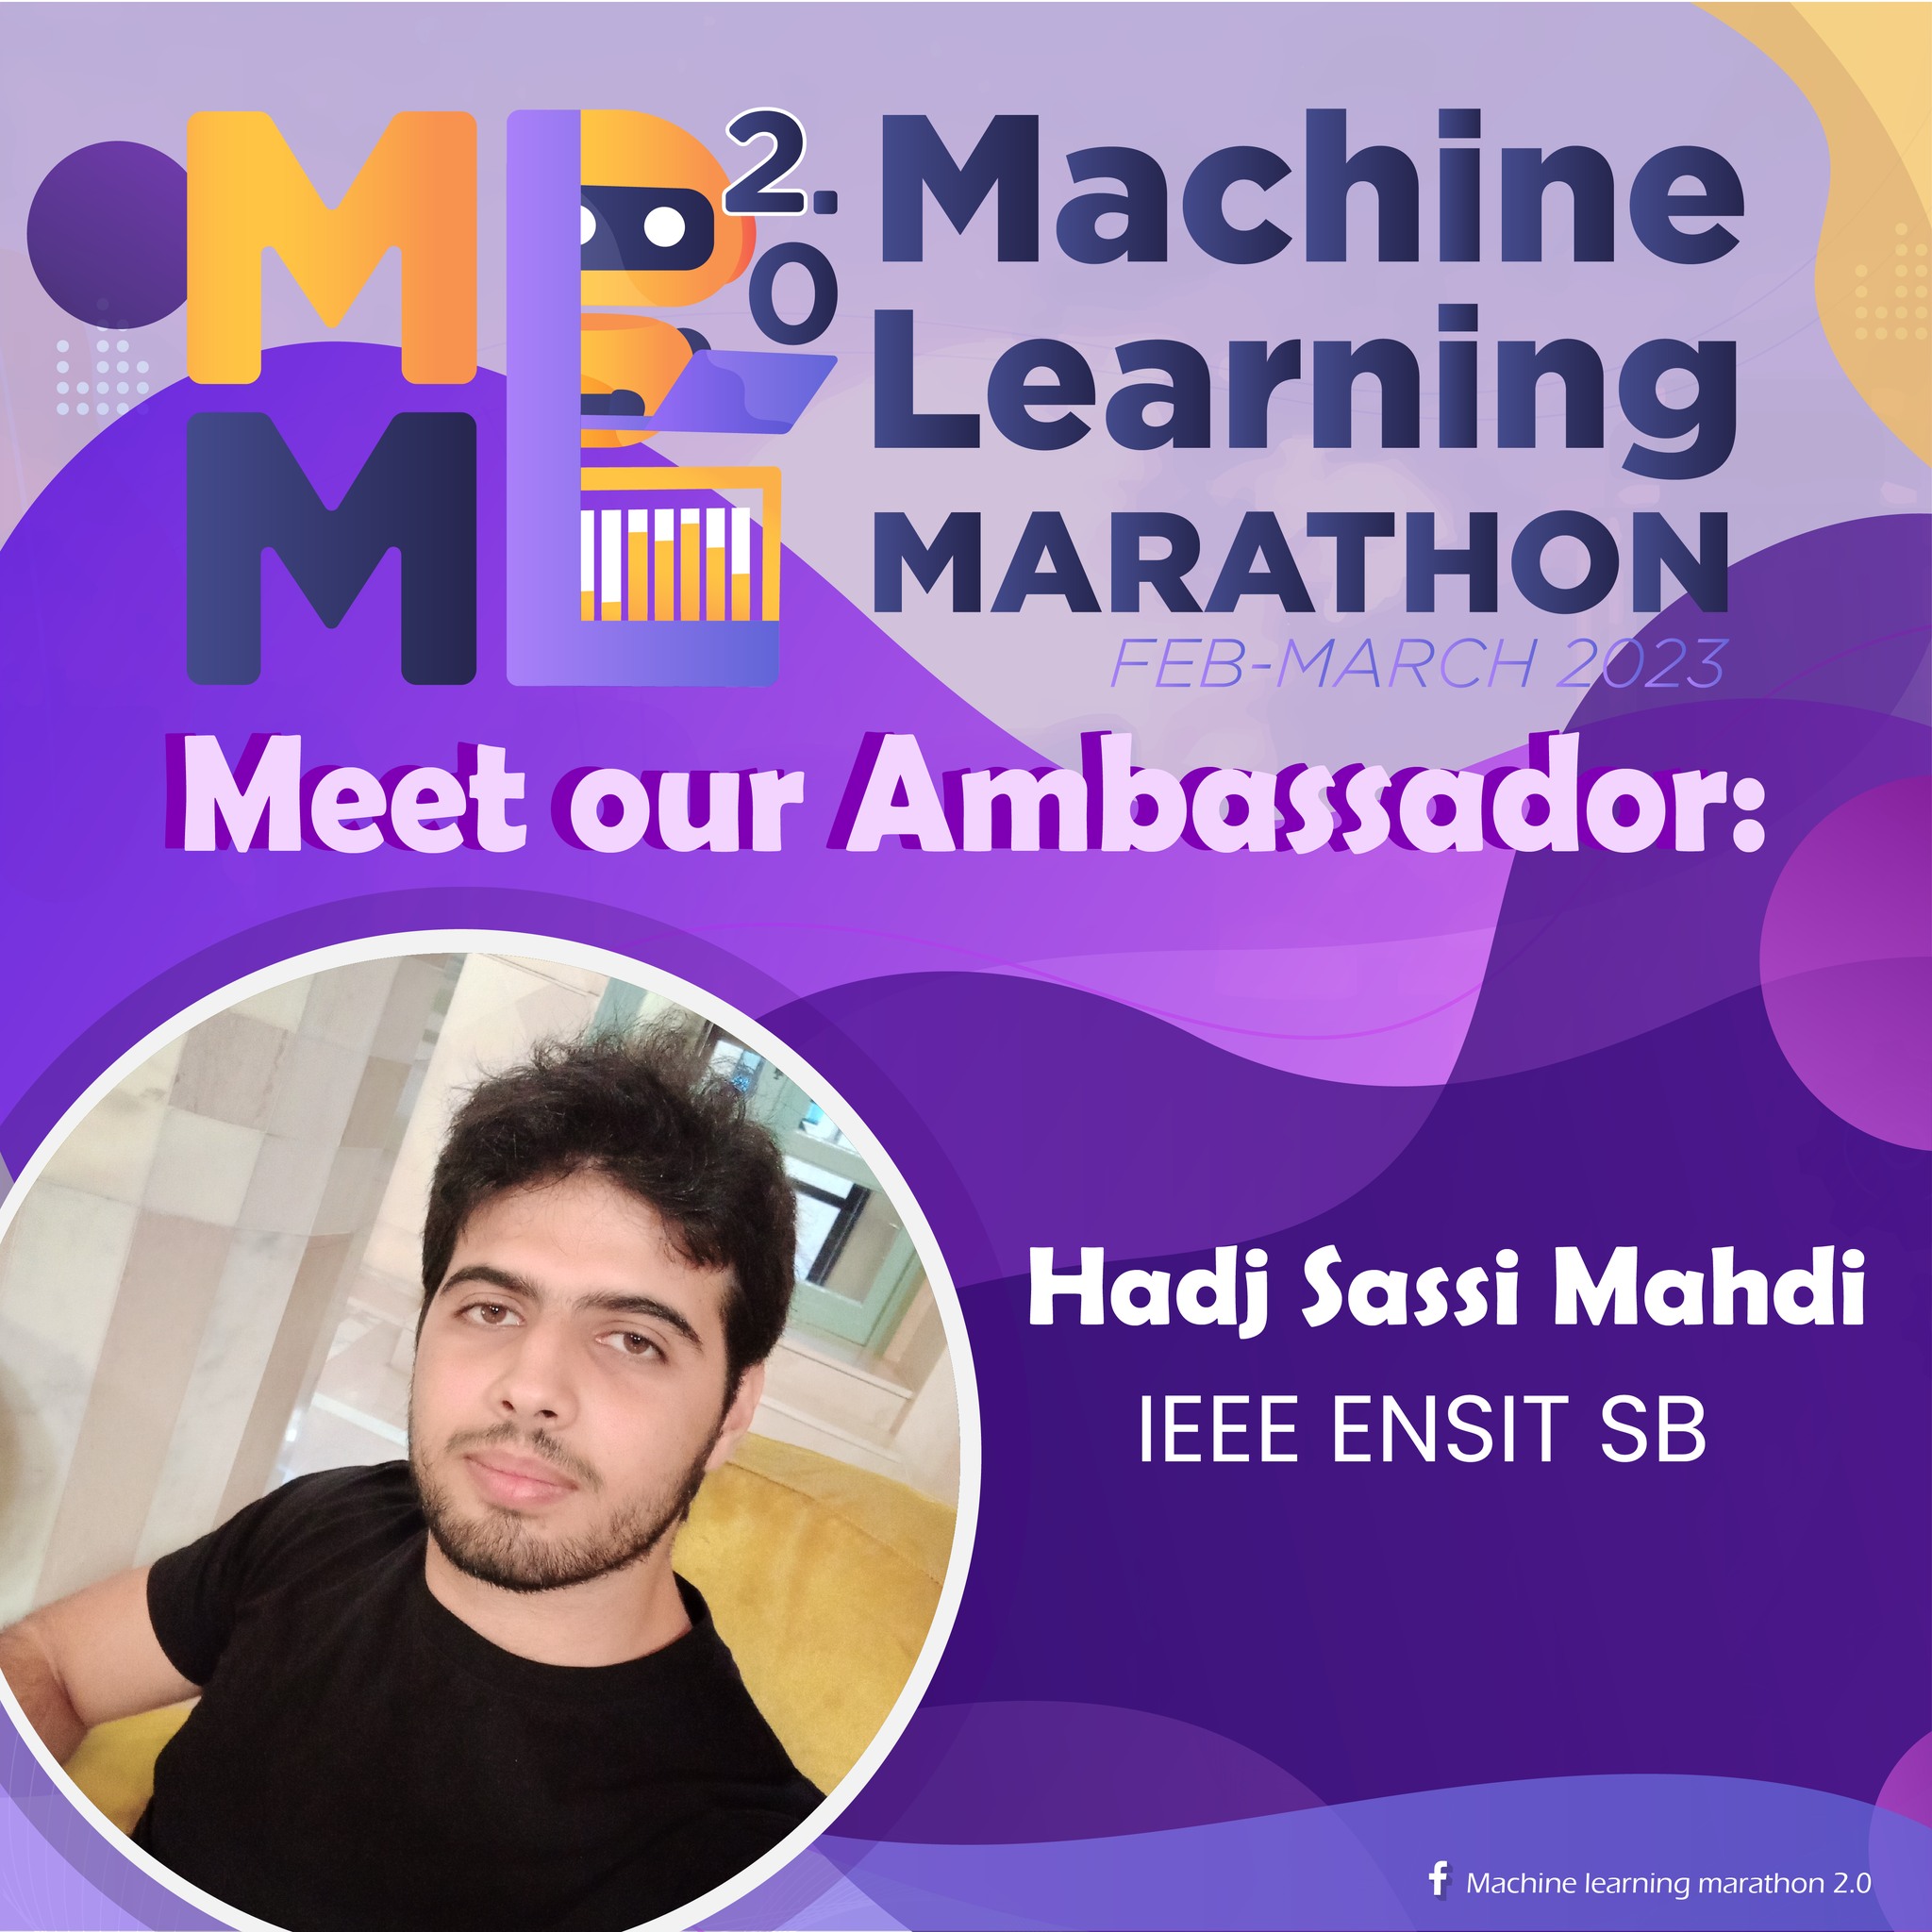 MLM 2.0
Machine
Learning
MARATHON
FEB-MARCH 2023
Meet our Ambassador:
Hadj Sassi Mahdi
IEEE ENSIT SB
f Machine learning marathon 2.0